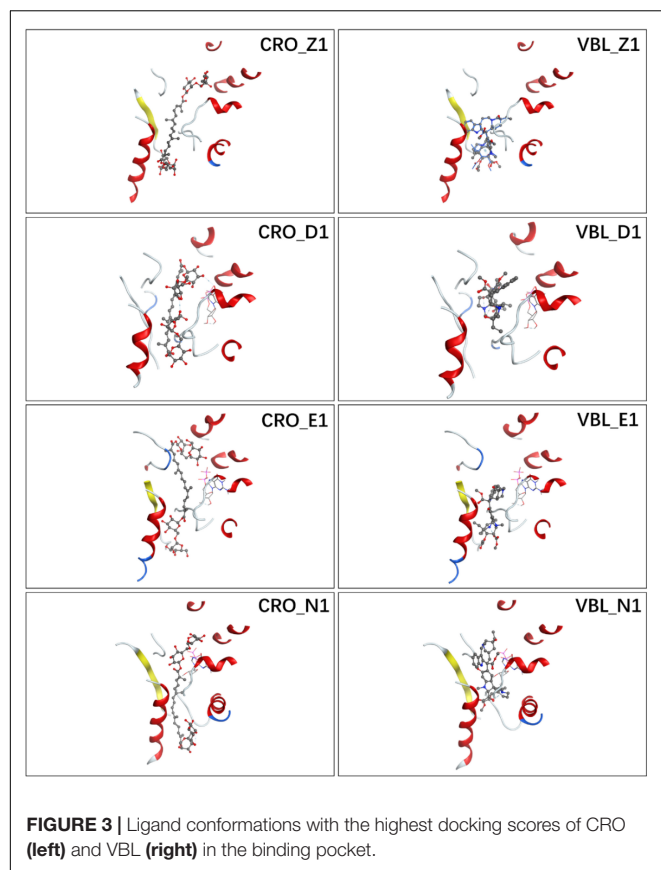 CRO_Z1
VBL_Z1
CRO_D1
VBL_D1
CRO_E1
VBL_E1
CRO_N1
VBL_N1
FIGURE 3 | Ligand conformations with the highest docking scores of CRO
(left) and VBL (right) in the binding pocket.